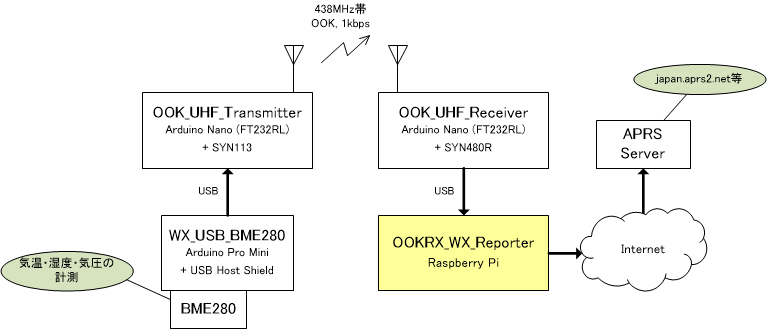 438MHz帯
OOK, 1kbps
OOK_UHF_Transmitter
Arduino Nano (FT232RL)
+ SYN113
OOK_UHF_Receiver
Arduino Nano (FT232RL)
+ SYN480R
japan.aprs2.net等
APRS
Server
USB
USB
WX_USB_BME280
Arduino Pro Mini
+ USB Host Shield
OOKRX_WX_Reporter
Raspberry Pi
Internet
気温・湿度・気圧の
計測
BME280